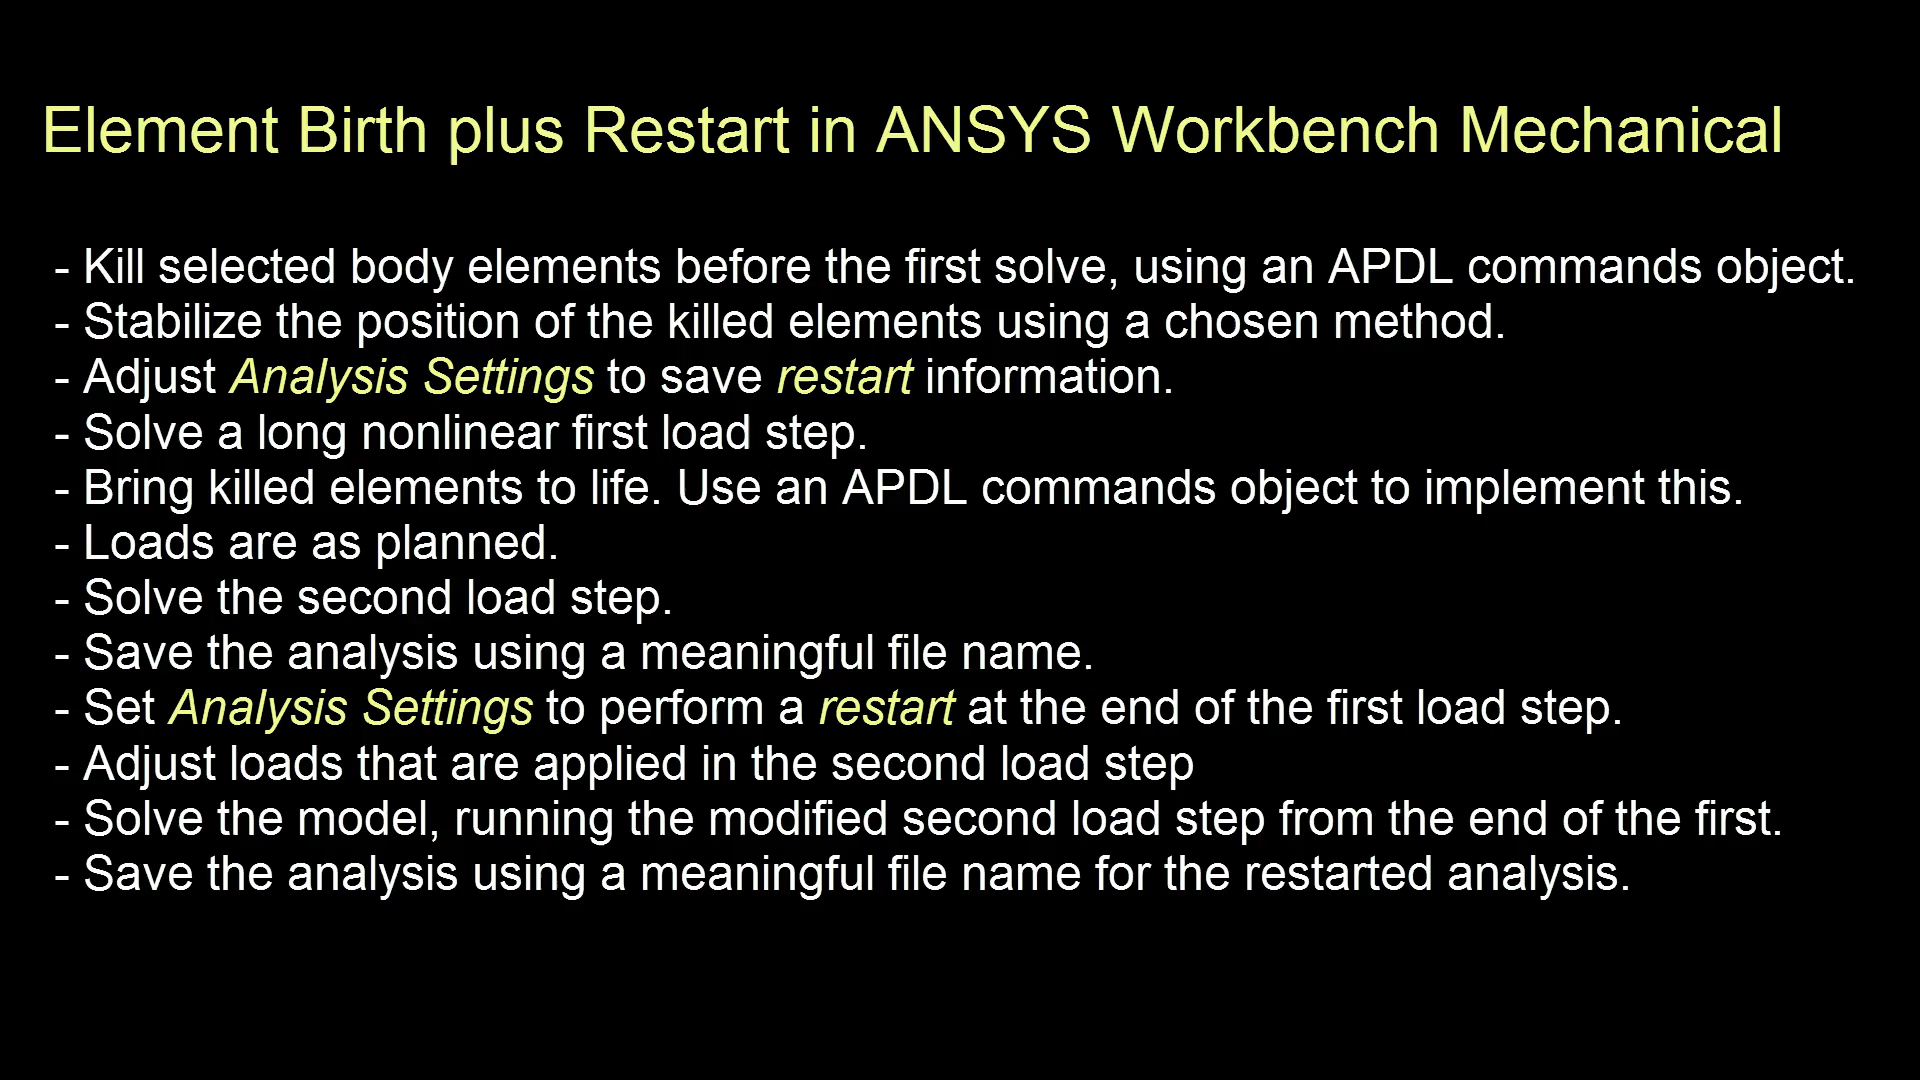 Element Birth plus Restart in ANSYS Workbench Mechanical
- Kill selected body elements before the first solve, using an APDL commands object.
- Stabilize the position of the killed elements using a chosen method.
- Adjust Analysis Settings to save restart information.
- Solve a long nonlinear first load step.
- Bring killed elements to life. Use an APDL commands object to implement this.
- Loads are as planned.
- Solve the second load step.
- Save the analysis using a meaningful file name.
- Set Analysis Settings to perform a restart at the end of the first load step.
- Adjust loads that are applied in the second load step
- Solve the model, running the modified second load step from the end of the first.
- Save the analysis using a meaningful file name for the restarted analysis.